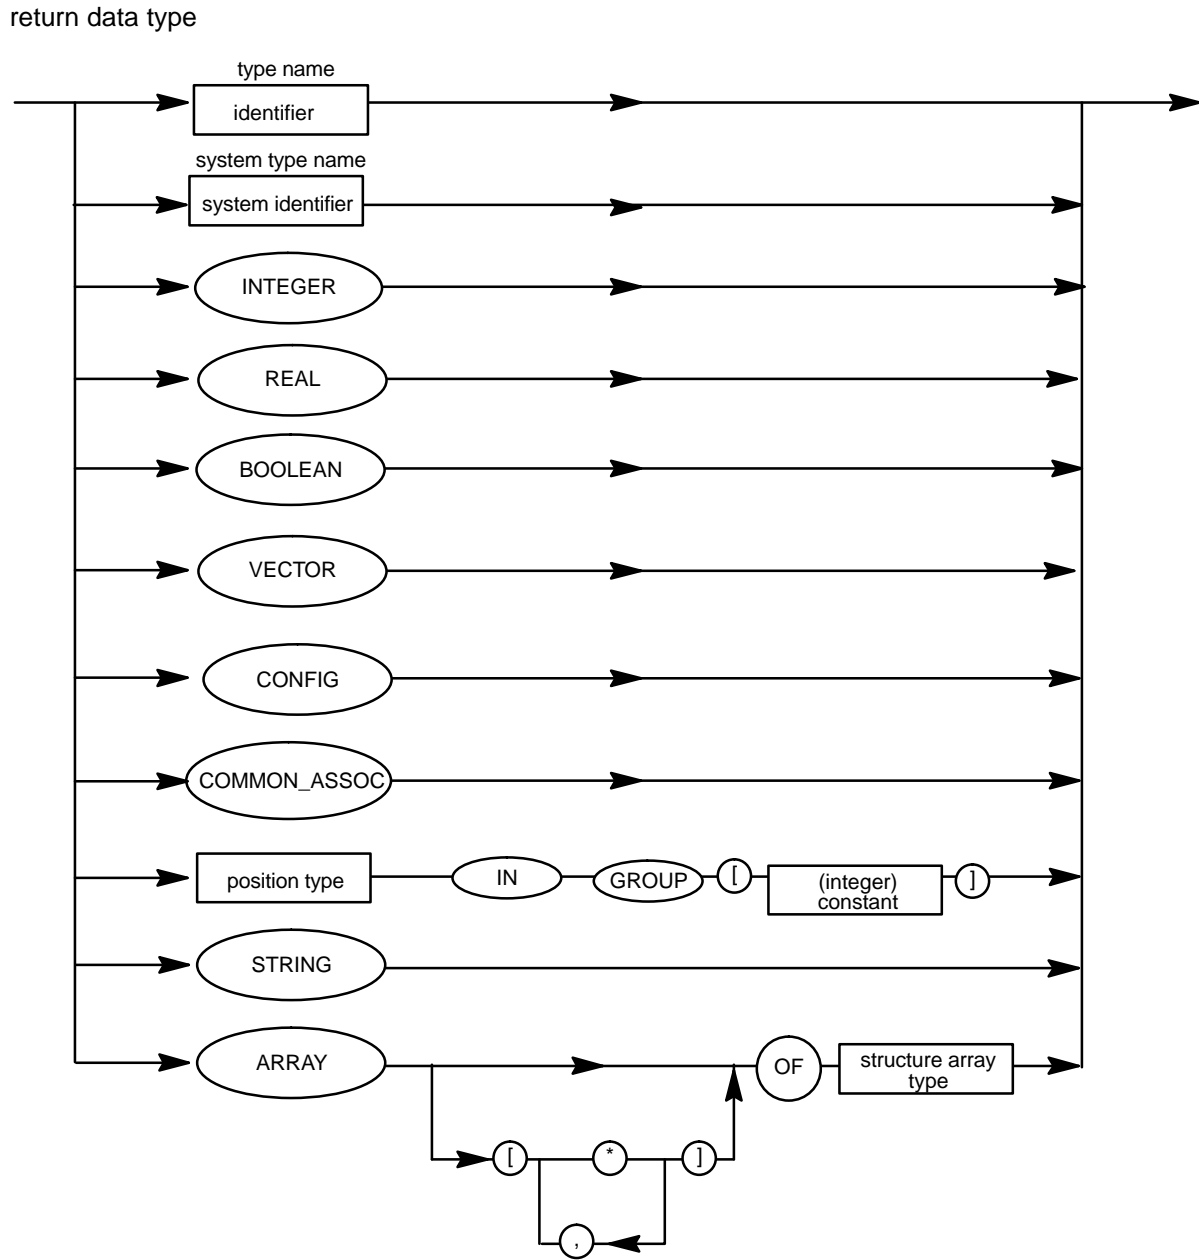 return data type
type name
identifier
system type name
system identifier
INTEGER
REAL
BOOLEAN
VECTOR
CONFIG
COMMON_ASSOC
position type IN GROUP [ (integer) ]
constant
STRING
ARRAY OF structure array
type
[ * ]
,